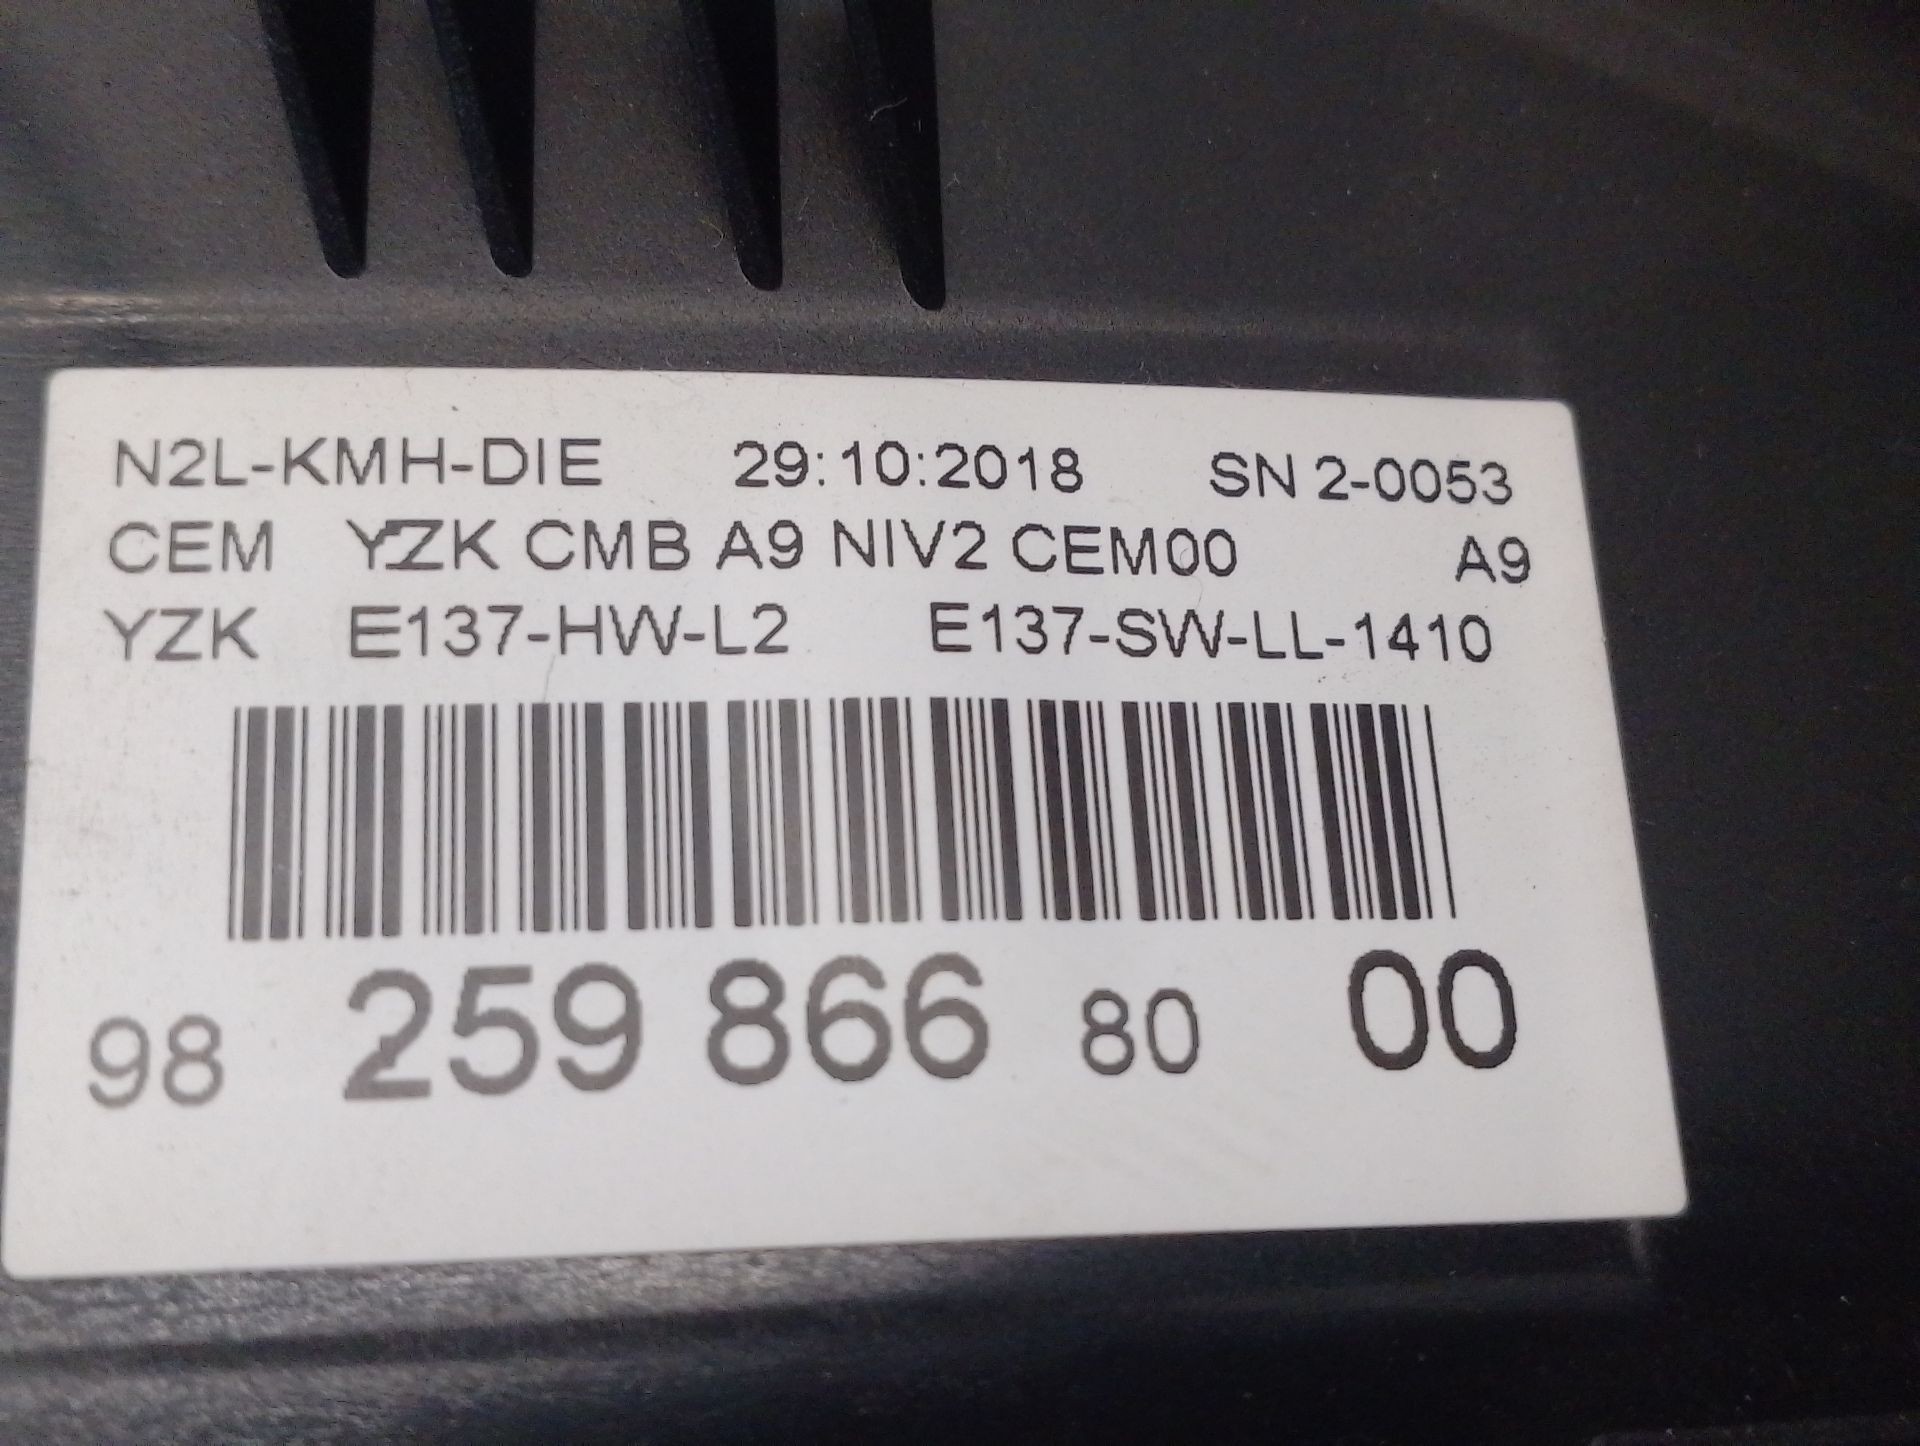 N2L-KMH-DIE 29:10:2018 SN 2-0053
CEM YZK CMB A9 NIV2 CEM00 A9
YZK E137-HW-L2 E137-SW-LL-1410
98 259 866 80 00